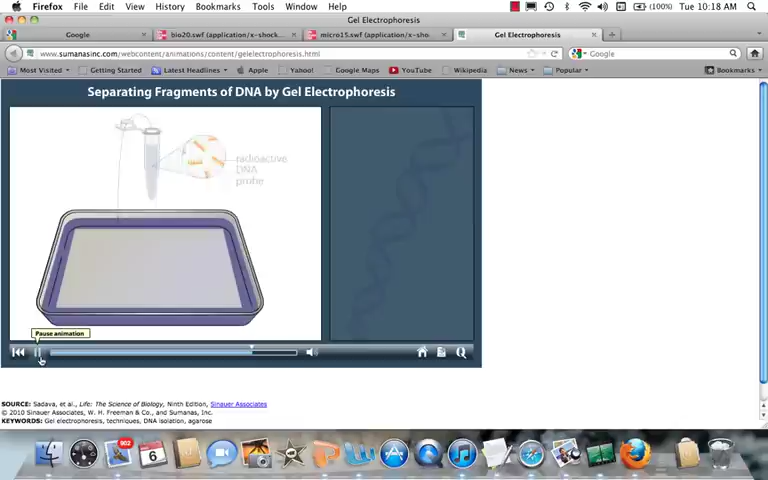 Firefox File Edit View History Bookmarks Tools Window Help (100%) Tue 10:18 AM
Gel Electrophoresis
Google bio20.swf (application/x-shock... micro15.swf (application/x-sho... Gel Electrophoresis
www.sumanasinc.com/webcontent/animations/content/gelelectrophoresis.html Google
Most Visited Getting Started Latest Headlines Apple Yahoo! Google Maps YouTube Wikipedia News Popular Bookmarks
Separating Fragments of DNA by Gel Electrophoresis
radioactive
DNA
probe
Pause animation
SOURCE: Sadava, et al., Life: The Science of Biology, Ninth Edition, Sinauer Associates
© 2010 Sinauer Associates, W. H. Freeman & Co., and Sumanas, Inc.
KEYWORDS: Gel electrophoresis, techniques, DNA isolation, agarose
902
6